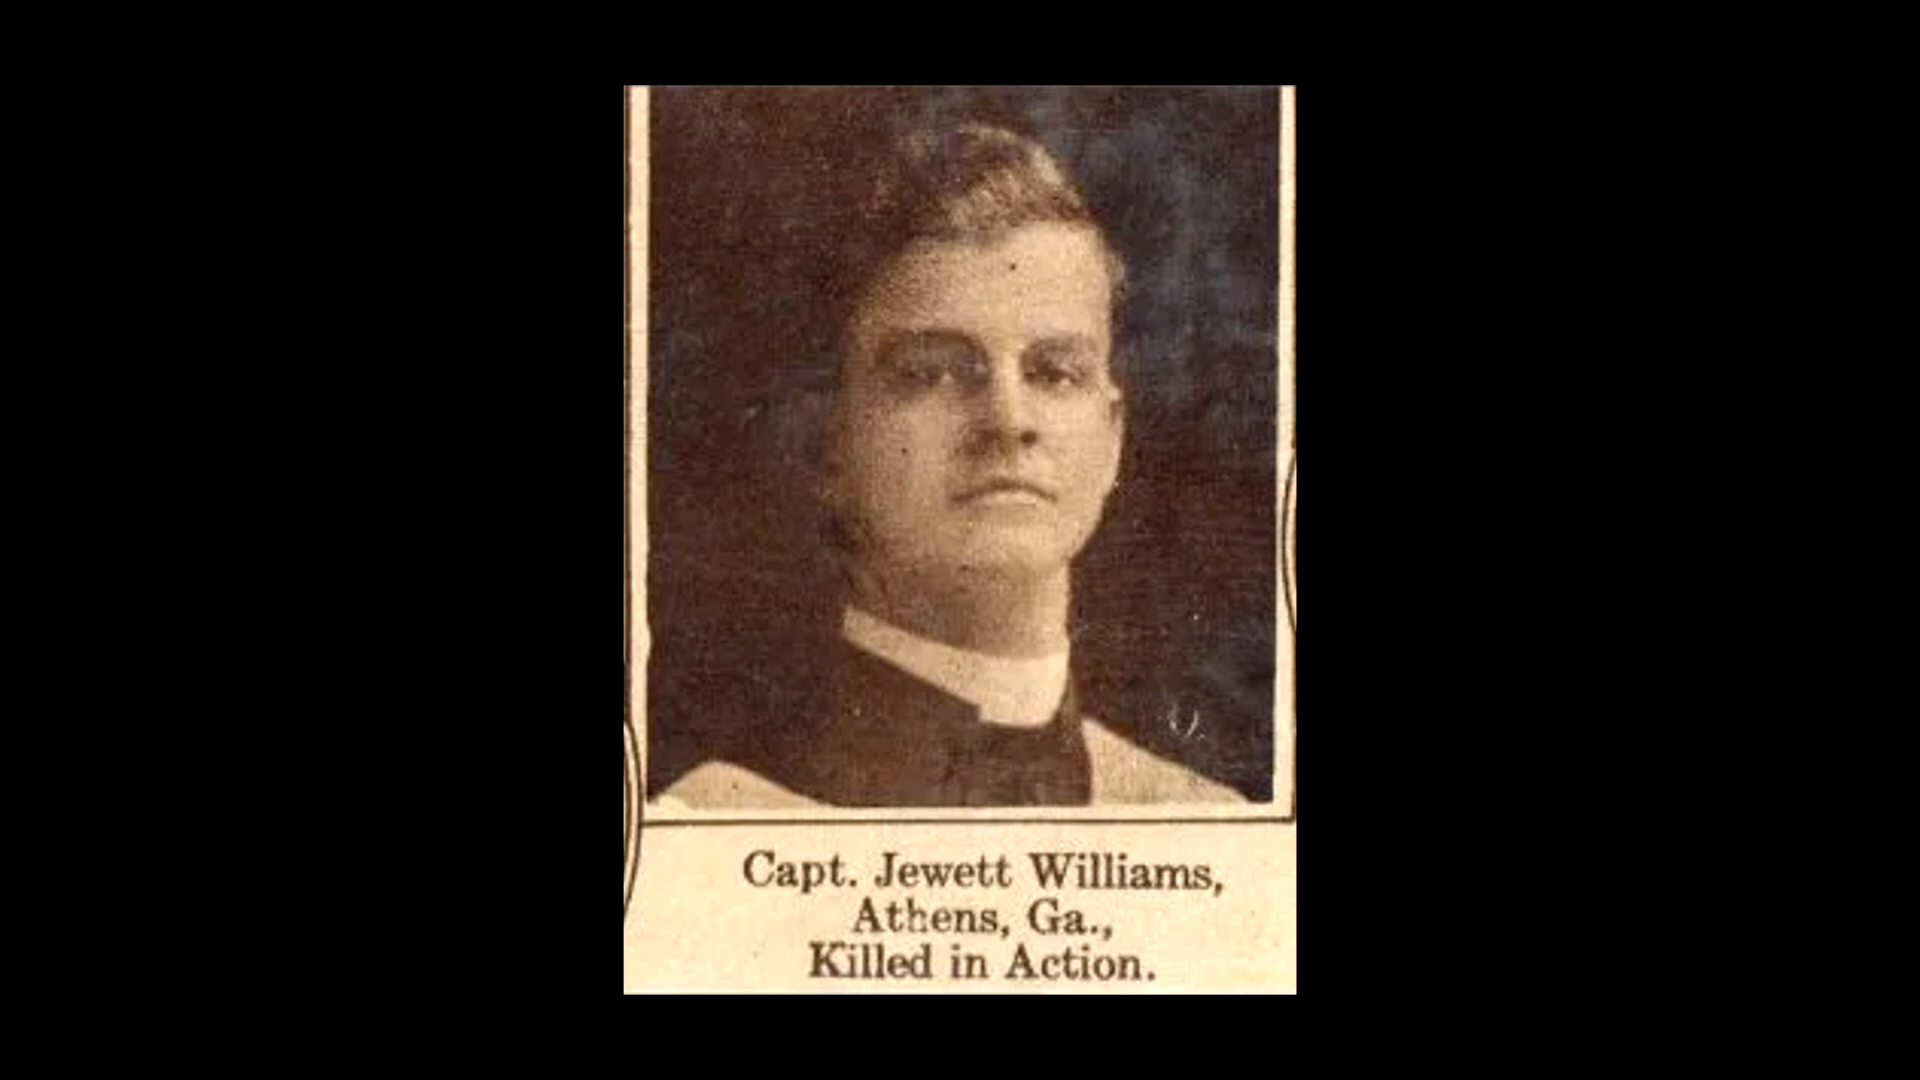 Capt. Jewett Williams,
Athens, Ga.,
Killed in Action.